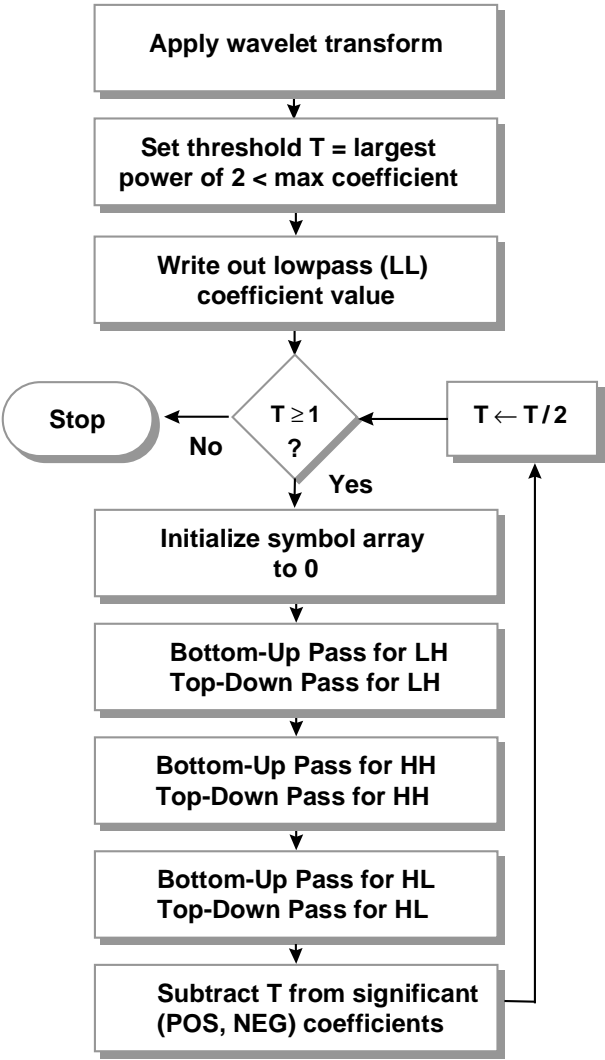 Apply wavelet transform
Set threshold T = largest
power of 2 < max coefficient
Write out lowpass (LL)
coefficient value
Stop
T ≥ 1
?
T ← T / 2
No
Yes
Initialize symbol array
to 0
Bottom-Up Pass for LH
Top-Down Pass for LH
Bottom-Up Pass for HH
Top-Down Pass for HH
Bottom-Up Pass for HL
Top-Down Pass for HL
Subtract T from significant
(POS, NEG) coefficients